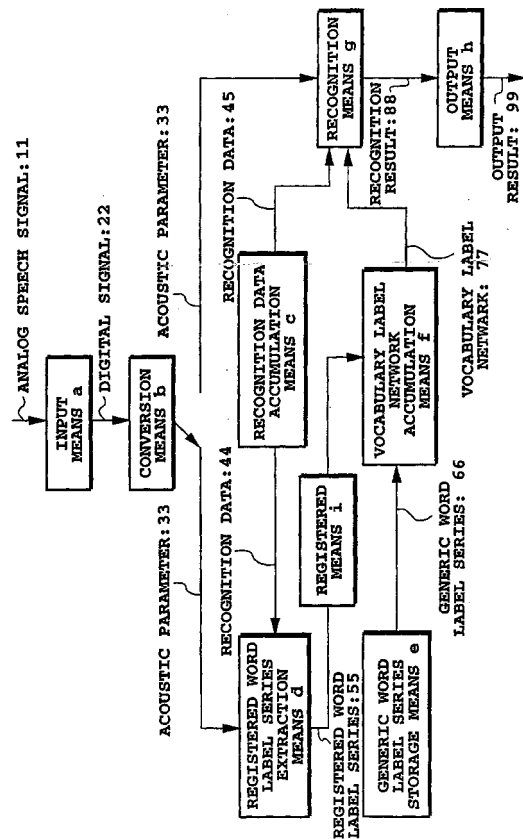 ANALOG SPEECH SIGNAL:11
INPUT
MEANS a
DIGITAL SIGNAL:22
CONVERSION
MEANS b
ACOUSTIC PARAMETER:33
ACOUSTIC PARAMETER:33
RECOGNITION DATA:44
RECOGNITION DATA:45
RECOGNITION DATA
ACCUMULATION
MEANS c
REGISTERED WORD
LABEL SERIES
EXTRACTION
MEANS d
REGISTERED
MEANS i
REGISTERED WORD
LABEL SERIES:55
GENERIC WORD
LABEL SERIES
STORAGE MEANS e
GENERIC WORD
LABEL SERIES: 66
VOCABULARY LABEL
NETWORK
ACCUMULATION
MEANS f
VOCABULARY LABEL
NETWARK: 77
RECOGNITION
MEANS g
RECOGNITION
RESULT:88
OUTPUT
MEANS h
OUTPUT
RESULT: 99